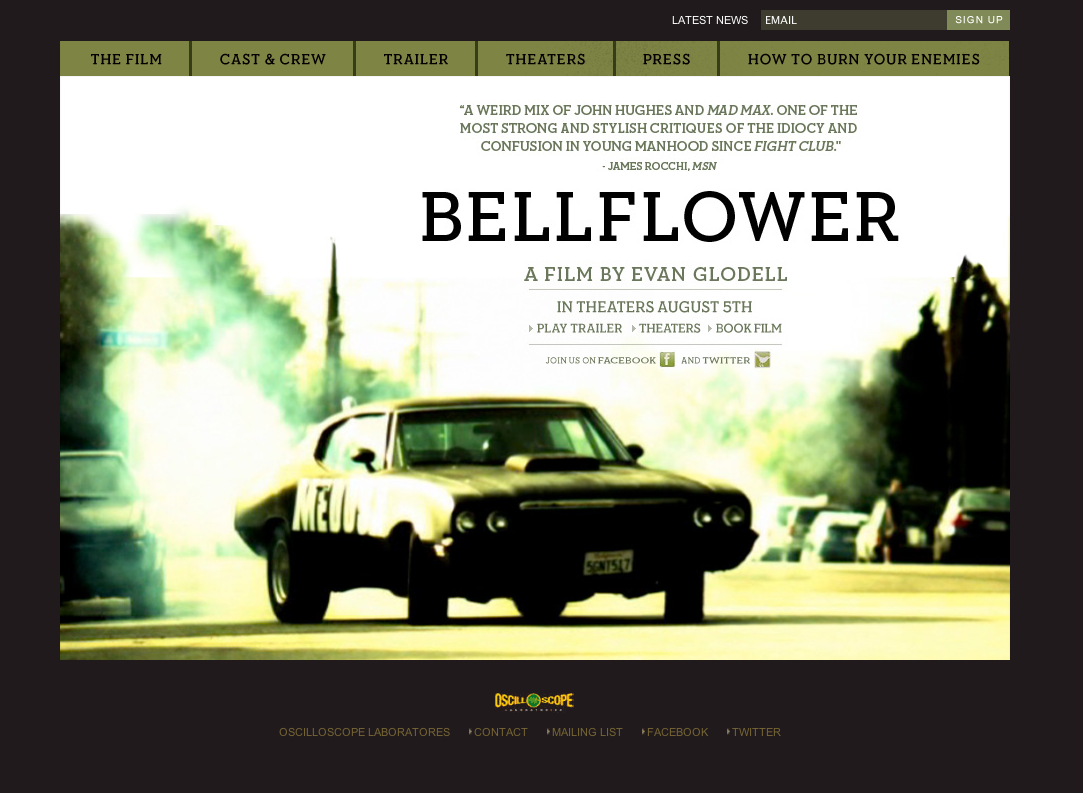 LATEST NEWS EMAIL SIGN UP
THE FILM CAST & CREW TRAILER THEATERS PRESS HOW TO BURN YOUR ENEMIES
“A WEIRD MIX OF JOHN HUGHES AND MAD MAX. ONE OF THE
MOST STRONG AND STYLISH CRITIQUES OF THE IDIOCY AND
CONFUSION IN YOUNG MANHOOD SINCE FIGHT CLUB."
- JAMES ROCCHI, MSN
BELLFLOWER
A FILM BY EVAN GLODELL
IN THEATERS AUGUST 5TH
PLAY TRAILER THEATERS BOOK FILM
JOIN US ON FACEBOOK f AND TWITTER
5GNT517
OSCILLOSCOPE
LABORATORIES
OSCILLOSCOPE LABORATORES CONTACT MAILING LIST FACEBOOK TWITTER